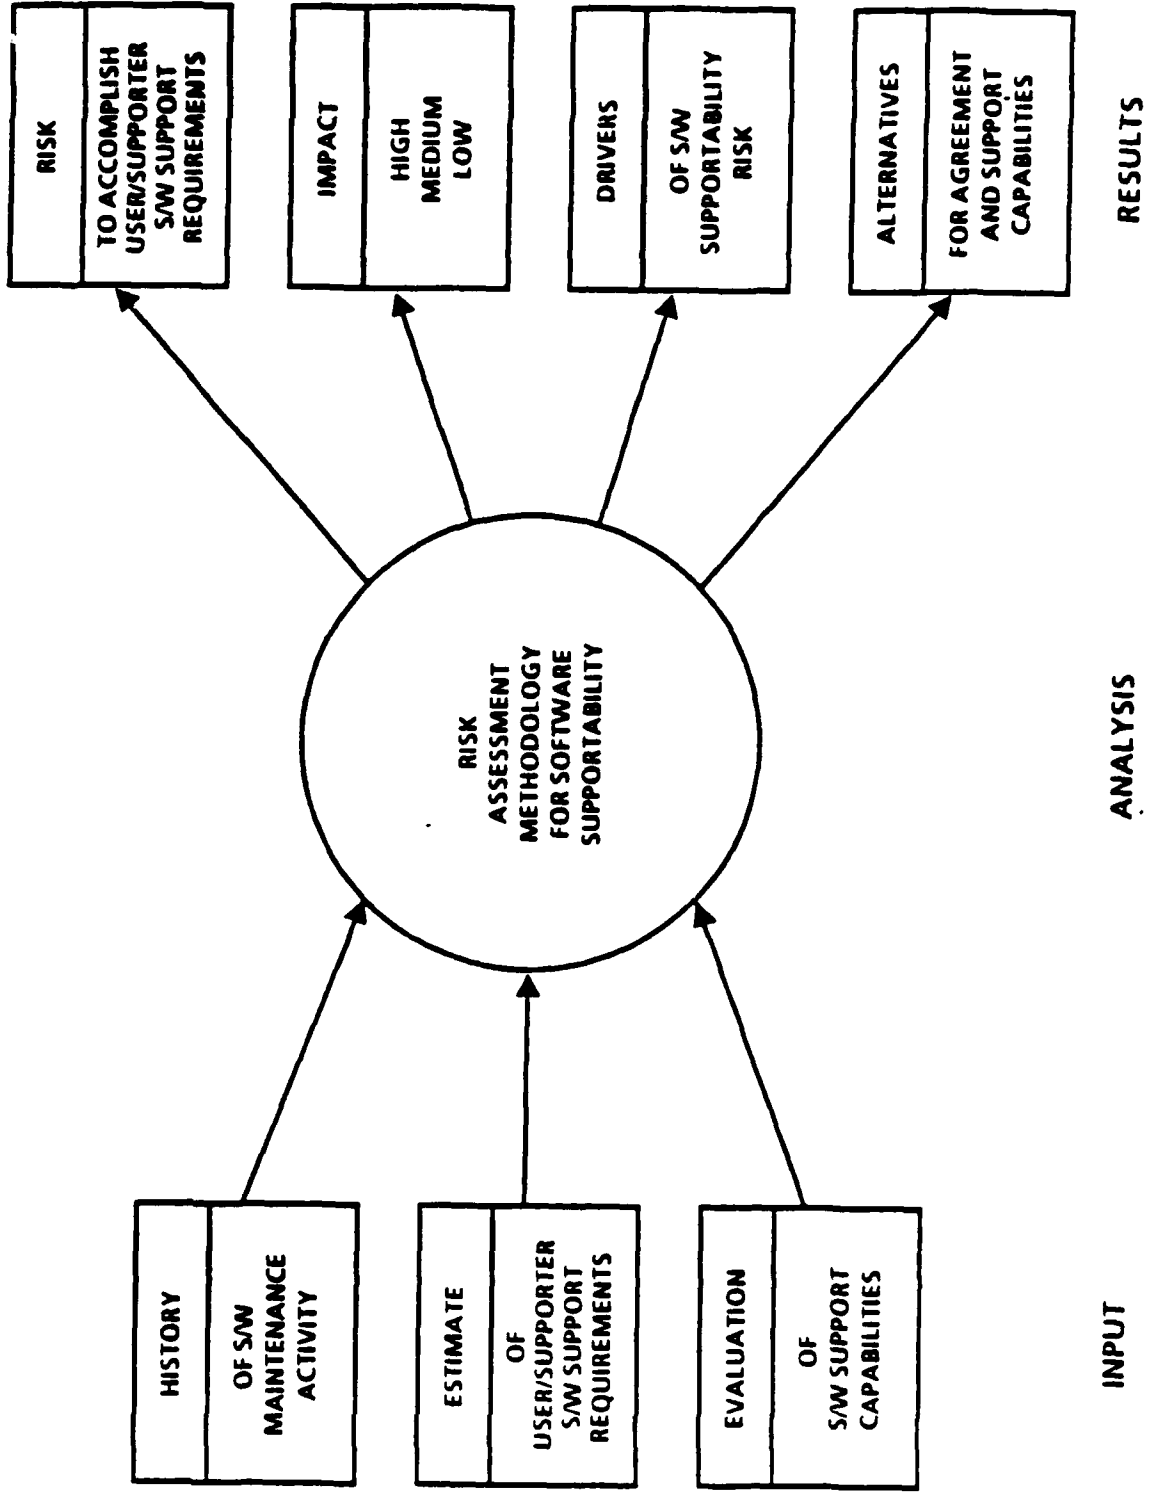 HISTORY
OF S/W
MAINTENANCE
ACTIVITY
ESTIMATE
OF
USER/SUPPORTER
S/W SUPPORT
REQUIREMENTS
EVALUATION
OF
S/W SUPPORT
CAPABILITIES
INPUT
RISK
ASSESSMENT
METHODOLOGY
FOR SOFTWARE
SUPPORTABILITY
ANALYSIS
RISK
TO ACCOMPLISH
USER/SUPPORTER
S/W SUPPORT
REQUIREMENTS
IMPACT
HIGH
MEDIUM
LOW
DRIVERS
OF S/W
SUPPORTABILITY
RISK
ALTERNATIVES
FOR AGREEMENT
AND SUPPORT
CAPABILITIES
RESULTS